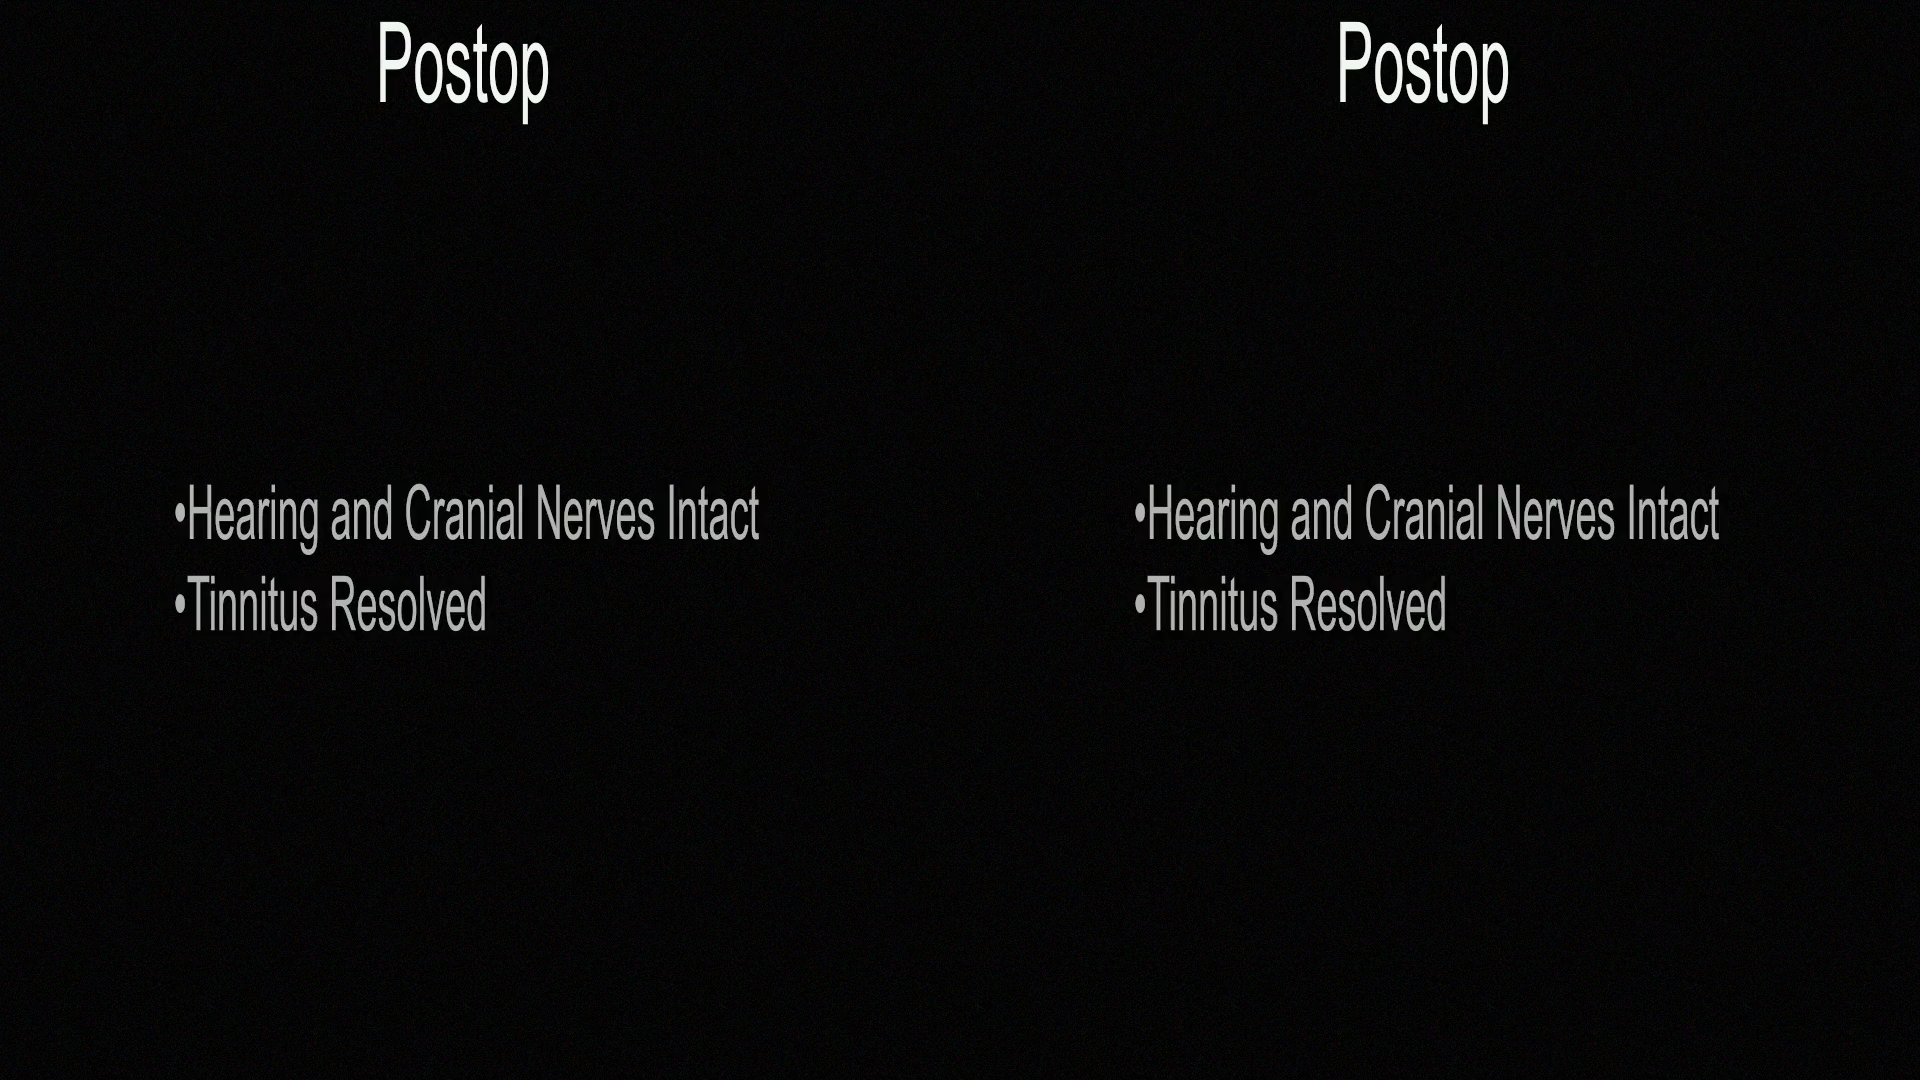 Postop
•Hearing and Cranial Nerves Intact
•Tinnitus Resolved
Postop
•Hearing and Cranial Nerves Intact
•Tinnitus Resolved